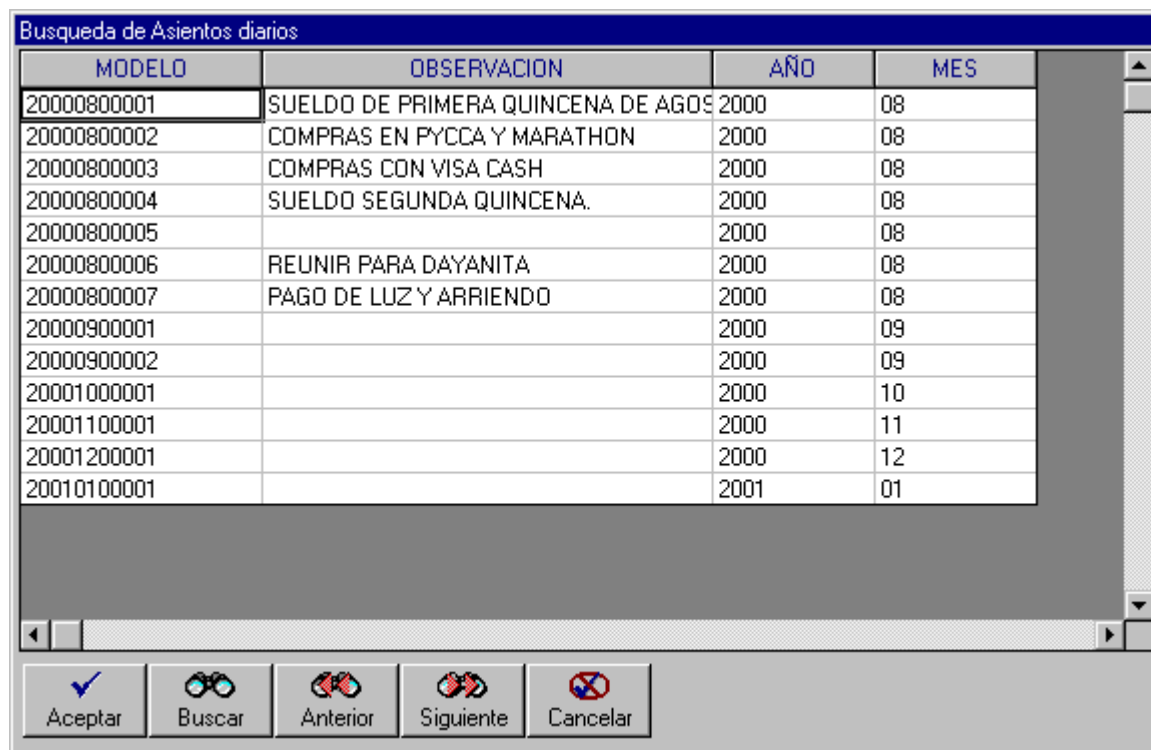 Busqueda de Asientos diarios
MODELO OBSERVACION AÑO MES
20000800001 SUELDO DE PRIMERA QUINCENA DE AGOS 2000 08
20000800002 COMPRAS EN PYCCA Y MARATHON 2000 08
20000800003 COMPRAS CON VISA CASH 2000 08
20000800004 SUELDO SEGUNDA QUINCENA. 2000 08
20000800005 2000 08
20000800006 REUNIR PARA DAYANITA 2000 08
20000800007 PAGO DE LUZ Y ARRIENDO 2000 08
20000900001 2000 09
20000900002 2000 09
20001000001 2000 10
20001100001 2000 11
20001200001 2000 12
20010100001 2001 01
Aceptar Buscar Anterior Siguiente Cancelar